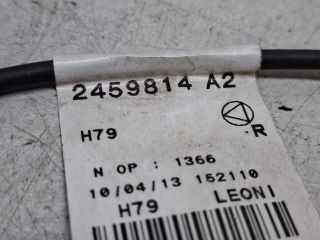 2459814 A2
H79
R
N OP : 1366
10/04/13 152110
H79 LEONI